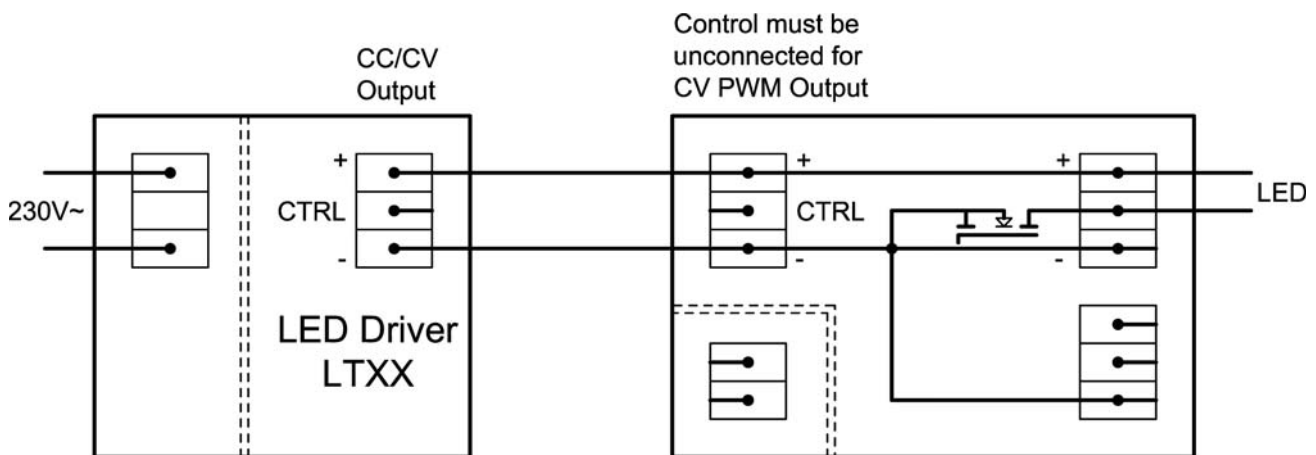 Control must be
unconnected for
CV PWM Output
CC/CV
Output
+
+
+
230V~
CTRL
CTRL
LED
-
-
-
LED Driver
LTXX